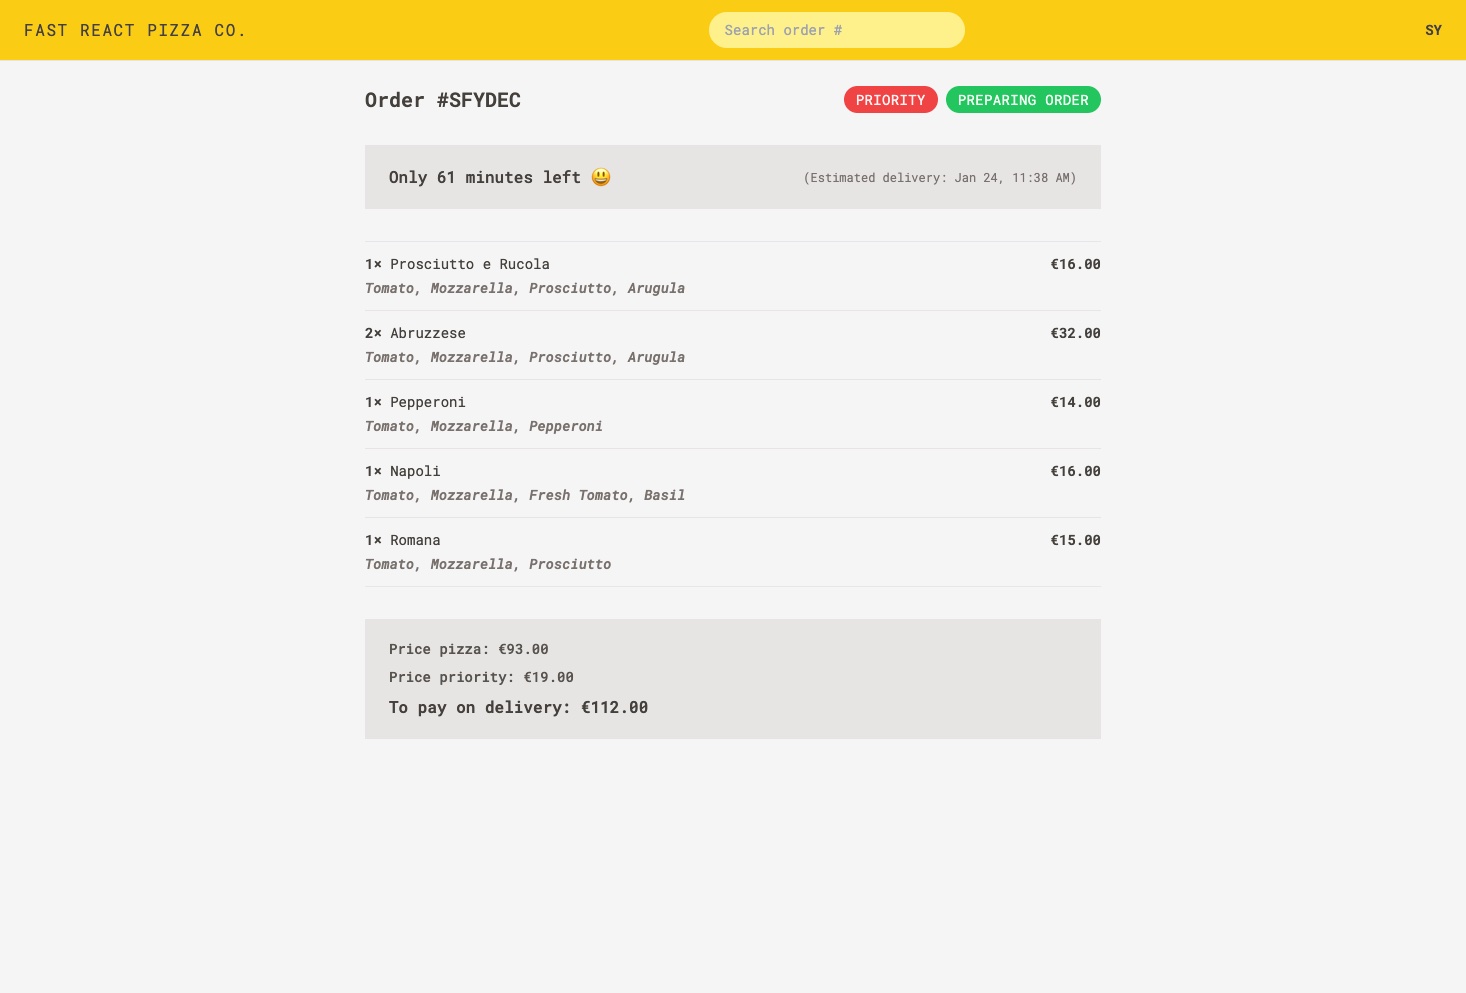 FAST REACT PIZZA CO.
Search order #
SY
Order #SFYDEC
PRIORITY
PREPARING ORDER
Only 61 minutes left 😃
(Estimated delivery: Jan 24, 11:38 AM)
1× Prosciutto e Rucola
€16.00
Tomato, Mozzarella, Prosciutto, Arugula
2× Abruzzese
€32.00
Tomato, Mozzarella, Prosciutto, Arugula
1× Pepperoni
€14.00
Tomato, Mozzarella, Pepperoni
1× Napoli
€16.00
Tomato, Mozzarella, Fresh Tomato, Basil
1× Romana
€15.00
Tomato, Mozzarella, Prosciutto
Price pizza: €93.00
Price priority: €19.00
To pay on delivery: €112.00